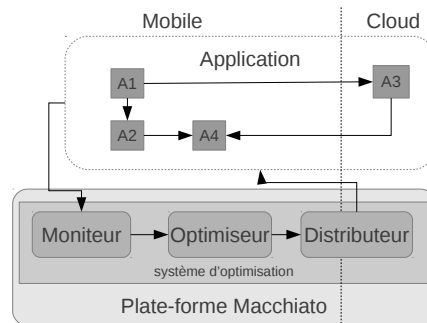 Mobile Cloud
Application
A1 A3
A2 A4
Moniteur Optimiseur Distributeur
système d'optimisation
Plate-forme Macchiato